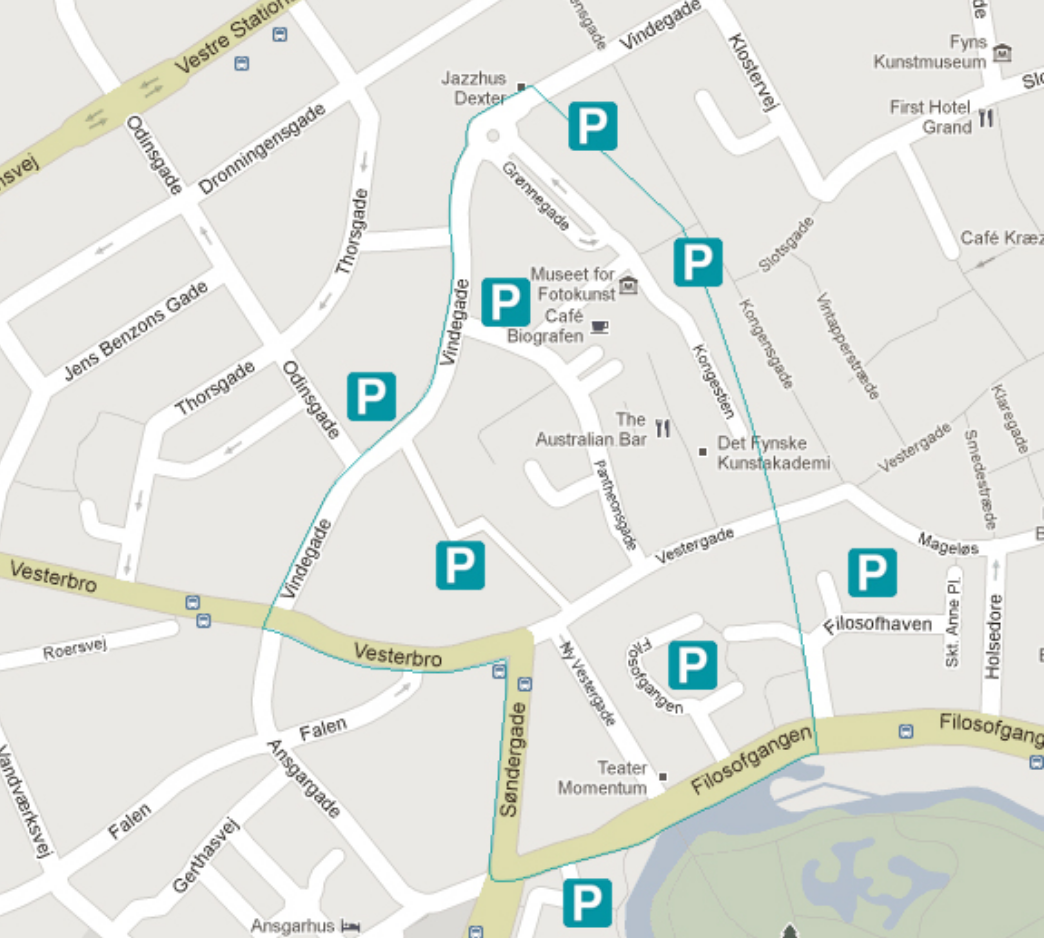 Vestre Station
Vindegade
Klostervej
Fyns
Kunstmuseum
Jazzhus
Dexter
P
First Hotel
Grand
Odinsgade
Dronningensgade
Grønnegade
Thorsgade
Slotsgade
Café Kræz
P
Museet for
Fotokunst
P
Café
Biografen
Jens Benzons Gade
Vindegade
Kongensgade
Vintapperstræde
Kongestien
Thorsgade
Odinsgade
P
Klaregade
The
Australian Bar
Det Fynske
Kunstakademi
Vestergade
Smedestræde
Pantheonsgade
Vestergade
Mageløs
Vindegade
P
P
Vesterbro
Filosofhaven
Skt. Anne Pl.
Holsedore
Roersvej
Vesterbro
Ny Vestergade
Filosofgangen
P
Falen
Ansgargade
Søndergade
Filosofgangen
Filosofgang
Teater
Momentum
Vandværksvej
Falen
Gerthasvej
P
Ansgarhus